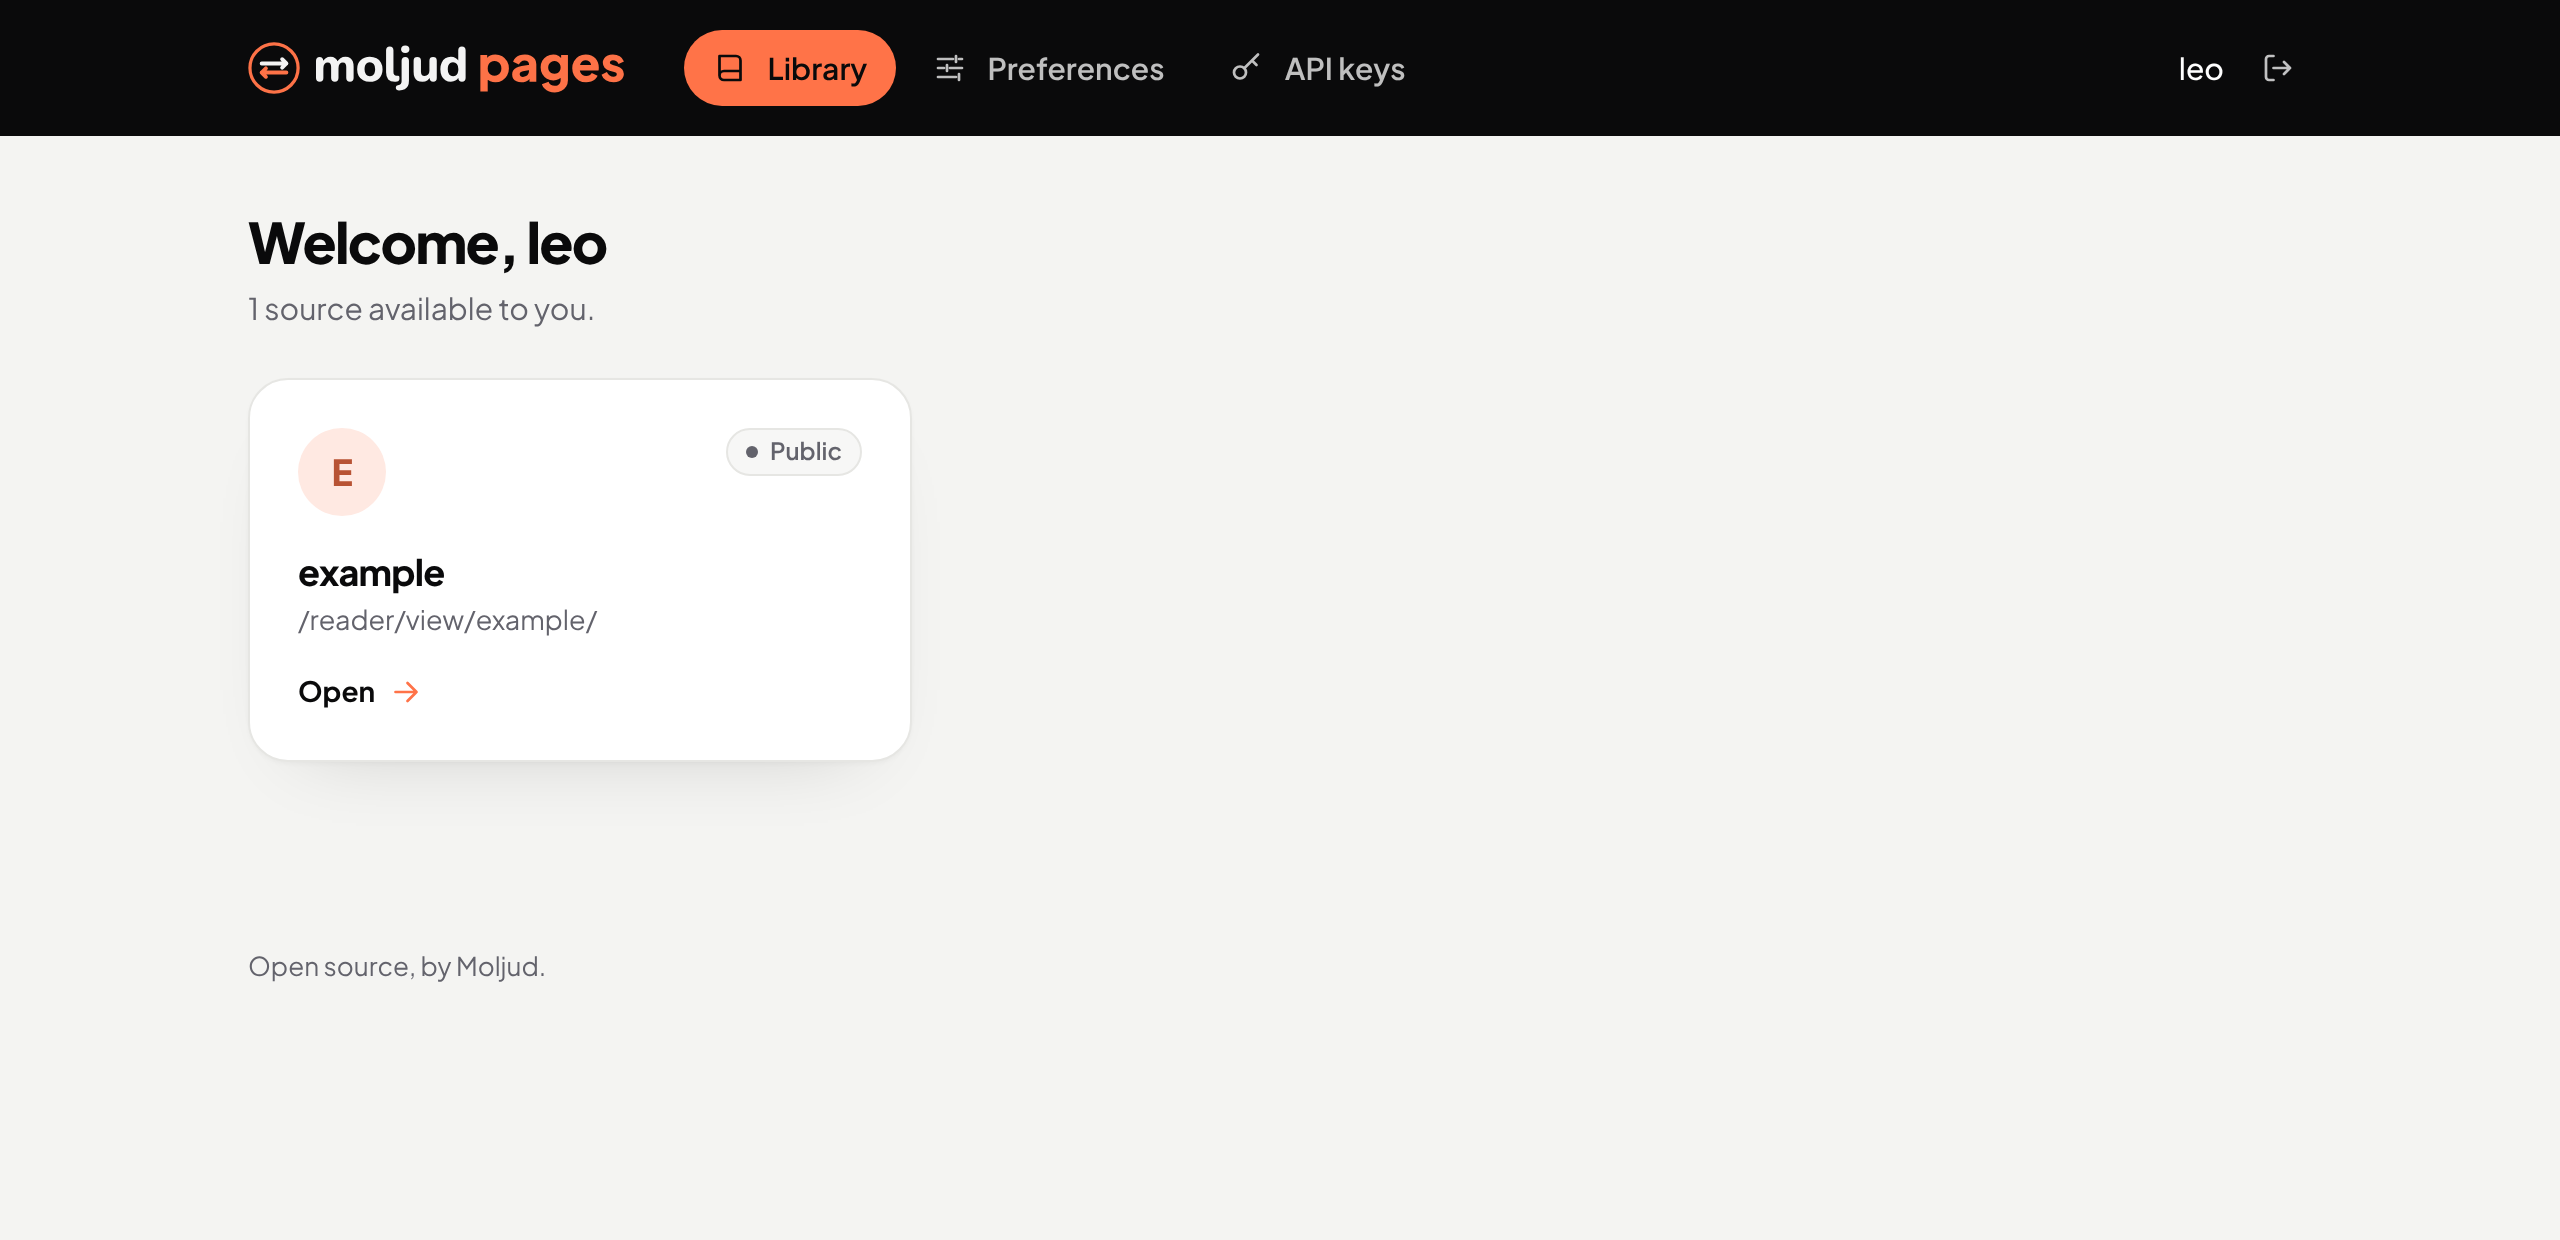 moljud pages Library Preferences API keys leo
Welcome, leo
1 source available to you.
E Public
example
/reader/view/example/
Open
Open source, by Moljud.